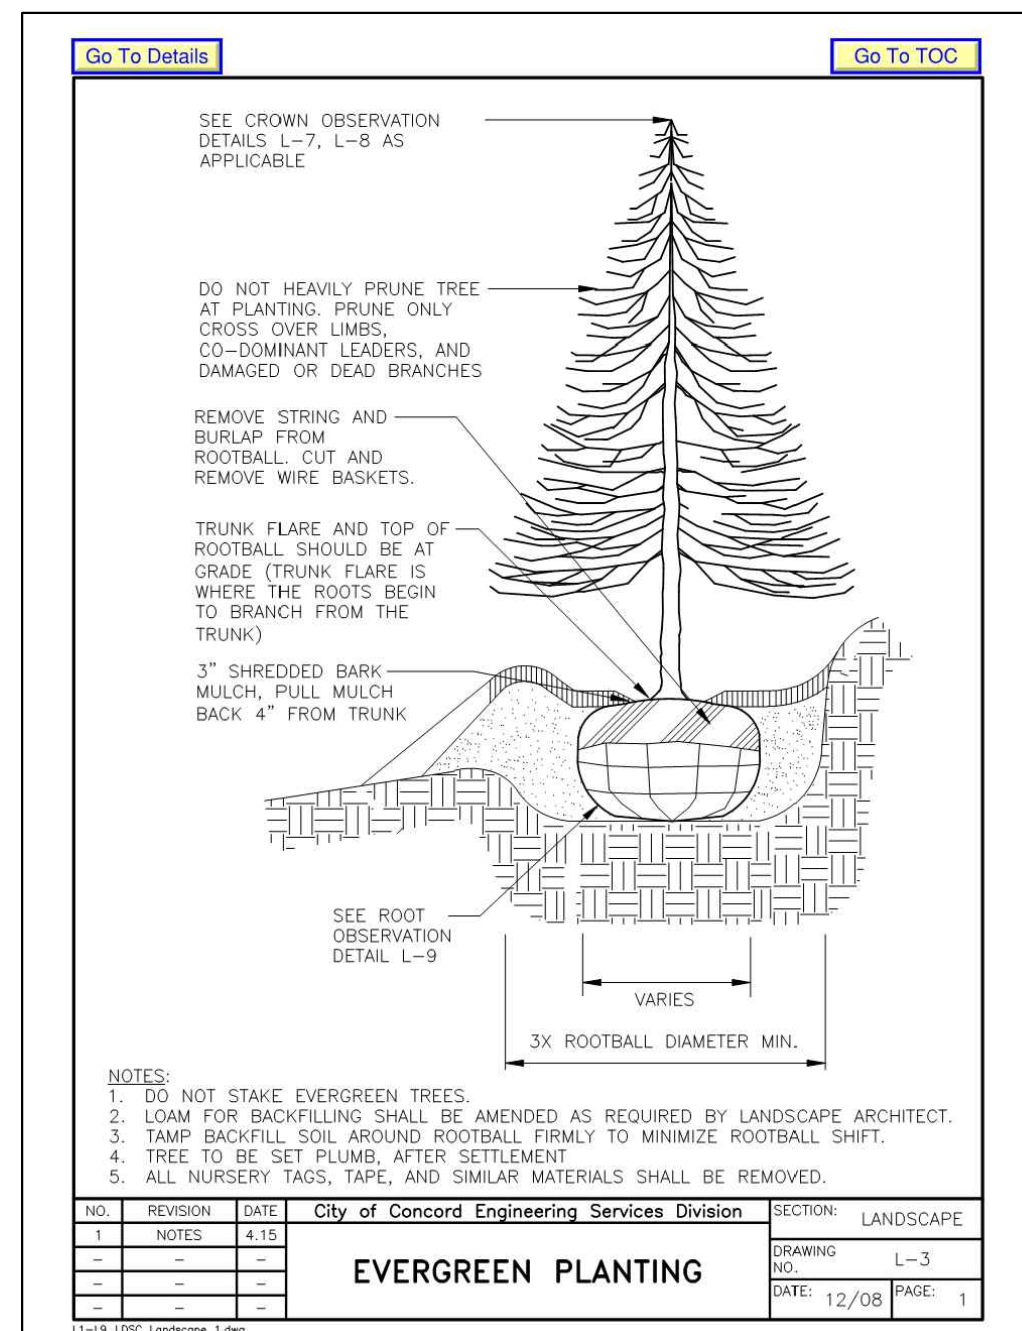 Go To Details
Go To TOC
SEE CROWN OBSERVATION
DETAILS L-7, L-8 AS
APPLICABLE
DO NOT HEAVILY PRUNE TREE
AT PLANTING. PRUNE ONLY
CROSS OVER LIMBS,
CO-DOMINANT LEADERS, AND
DAMAGED OR DEAD BRANCHES
REMOVE STRING AND
BURLAP FROM
ROOTBALL. CUT AND
REMOVE WIRE BASKETS.
TRUNK FLARE AND TOP OF
ROOTBALL SHOULD BE AT
GRADE (TRUNK FLARE IS
WHERE THE ROOTS BEGIN
TO BRANCH FROM THE
TRUNK)
3" SHREDDED BARK
MULCH, PULL MULCH
BACK 4" FROM TRUNK
SEE ROOT
OBSERVATION
DETAIL L-9
VARIES
3X ROOTBALL DIAMETER MIN.
NOTES:
1. DO NOT STAKE EVERGREEN TREES.
2. LOAM FOR BACKFILLING SHALL BE AMENDED AS REQUIRED BY LANDSCAPE ARCHITECT.
3. TAMP BACKFILL SOIL AROUND ROOTBALL FIRMLY TO MINIMIZE ROOTBALL SHIFT.
4. TREE TO BE SET PLUMB, AFTER SETTLEMENT
5. ALL NURSERY TAGS, TAPE, AND SIMILAR MATERIALS SHALL BE REMOVED.
NO. REVISION DATE
1 NOTES 4.15
- - -
- - -
- - -
City of Concord Engineering Services Division
EVERGREEN PLANTING
SECTION: LANDSCAPE
DRAWING NO. L-3
DATE: 12/08 PAGE: 1
L1-L9_LDSC_Landscape_1.dwg